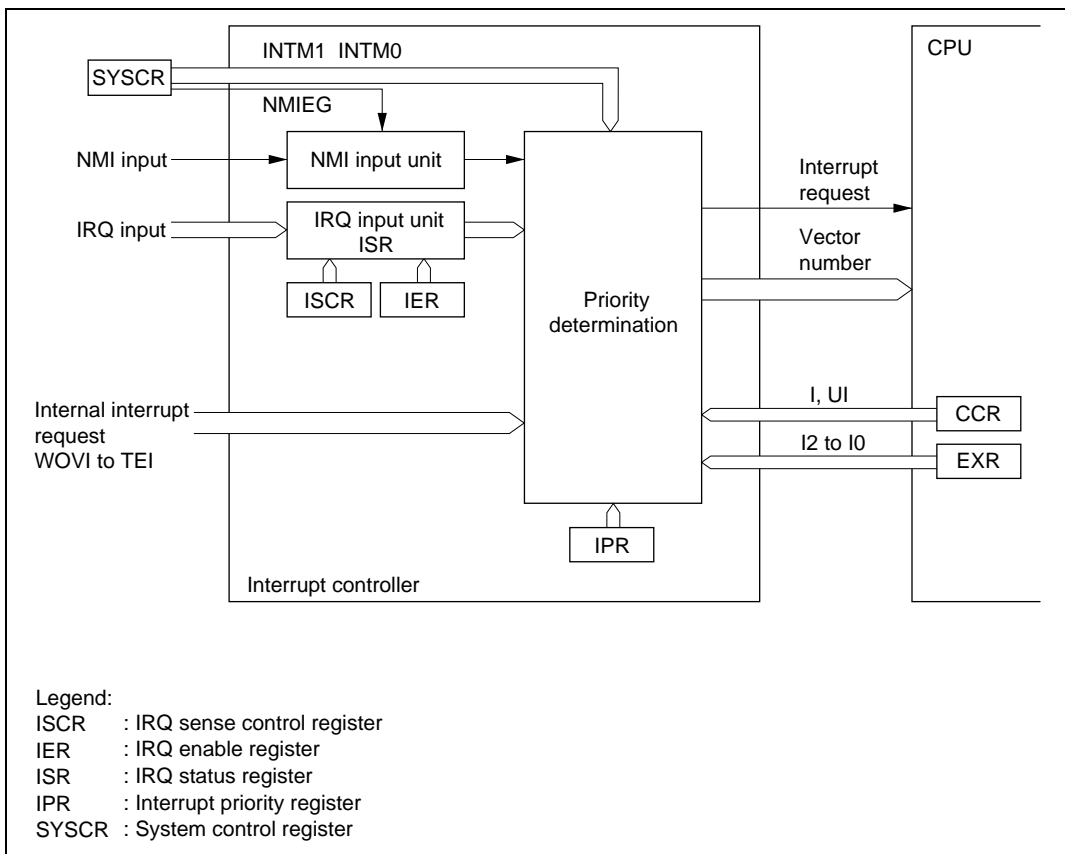 INTM1 INTM0
CPU
SYSCR
NMIEG
NMI input
NMI input unit
Interrupt
request
IRQ input
IRQ input unit
ISR
Vector
number
ISCR
IER
Priority
determination
I, UI
CCR
Internal interrupt
request
WOVI to TEI
I2 to I0
EXR
IPR
Interrupt controller
Legend:
ISCR : IRQ sense control register
IER : IRQ enable register
ISR : IRQ status register
IPR : Interrupt priority register
SYSCR : System control register